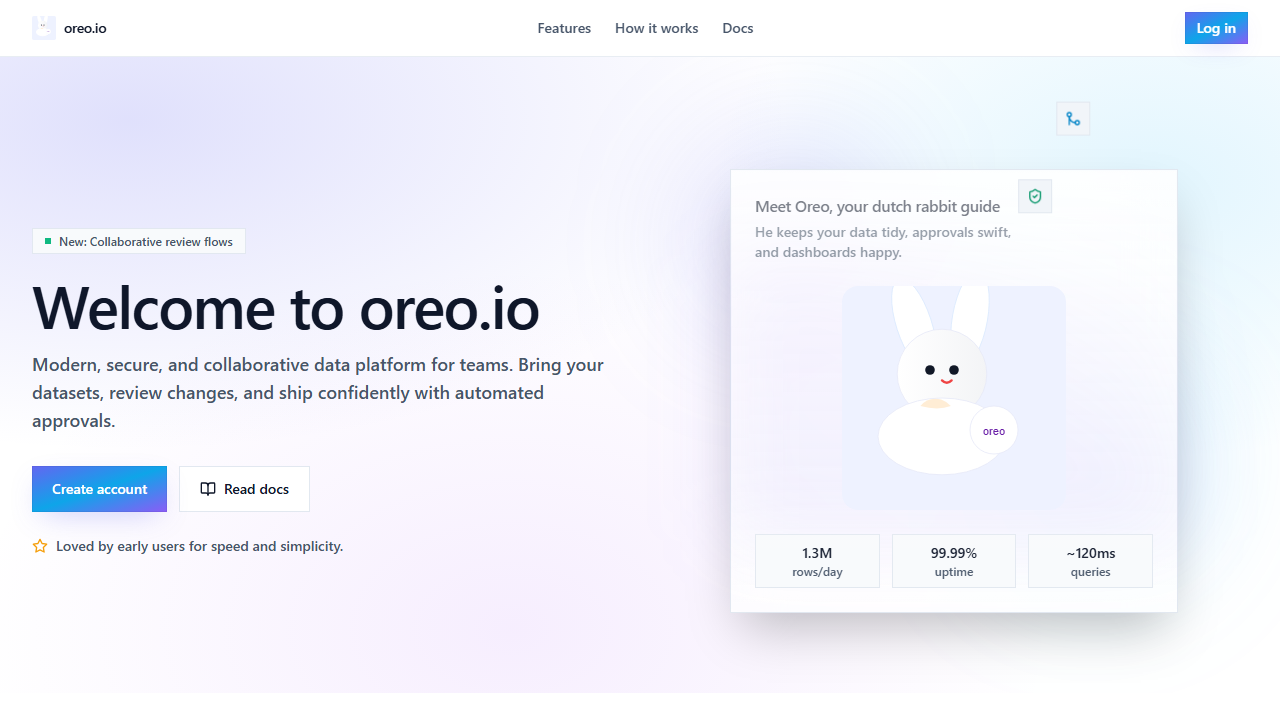 oreo.io
Features
How it works
Docs
Log in
New: Collaborative review flows
Welcome to oreo.io
Modern, secure, and collaborative data platform for teams. Bring your
datasets, review changes, and ship confidently with automated
approvals.
Create account
Read docs
Loved by early users for speed and simplicity.
Meet Oreo, your dutch rabbit guide
He keeps your data tidy, approvals swift,
and dashboards happy.
oreo
1.3M
rows/day
99.99%
uptime
~120ms
queries